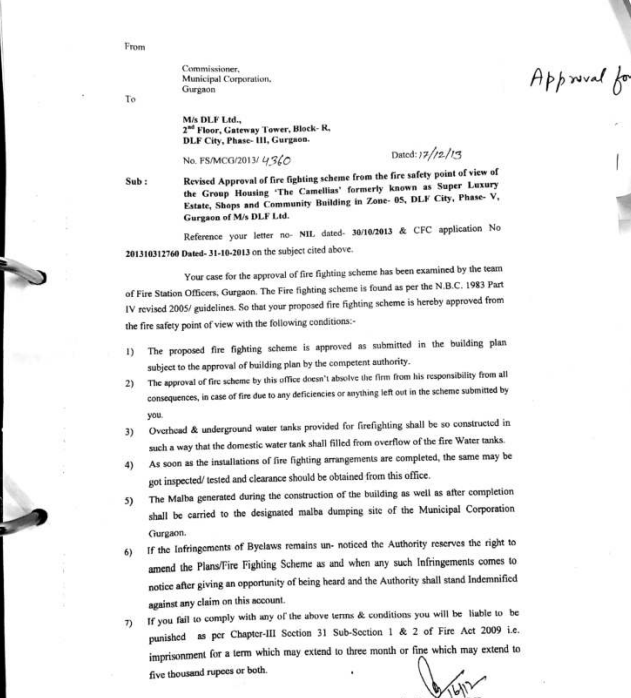 From
Commissioner,
Municipal Corporation,
Gurgaon
Approval for
To
M/s DLF Ltd.,
2nd Floor, Gateway Tower, Block- R,
DLF City, Phase- III, Gurgaon.
No. FS/MCG/2013/ 4360 Dated: 17/12/13
Sub : Revised Approval of fire fighting scheme from the fire safety point of view of
the Group Housing 'The Camellias' formerly known as Super Luxury
Estate, Shops and Community Building in Zone- 05, DLF City, Phase- V,
Gurgaon of M/s DLF Ltd.
Reference your letter no- NIL dated- 30/10/2013 & CFC application No
201310312760 Dated- 31-10-2013 on the subject cited above.
Your case for the approval of fire fighting scheme has been examined by the team
of Fire Station Officers, Gurgaon. The Fire fighting scheme is found as per the N.B.C. 1983 Part
IV revised 2005/ guidelines. So that your proposed fire fighting scheme is hereby approved from
the fire safety point of view with the following conditions:-
1) The proposed fire fighting scheme is approved as submitted in the building plan
subject to the approval of building plan by the competent authority.
2) The approval of fire scheme by this office doesn't absolve the firm from his responsibility from all
consequences, in case of fire due to any deficiencies or anything left out in the scheme submitted by
you.
3) Overhead & underground water tanks provided for firefighting shall be so constructed in
such a way that the domestic water tank shall filled from overflow of the fire Water tanks.
4) As soon as the installations of fire fighting arrangements are completed, the same may be
got inspected/ tested and clearance should be obtained from this office.
5) The Malba generated during the construction of the building as well as after completion
shall be carried to the designated malba dumping site of the Municipal Corporation
Gurgaon.
6) If the Infringements of Byelaws remains un- noticed the Authority reserves the right to
amend the Plans/Fire Fighting Scheme as and when any such Infringements comes to
notice after giving an opportunity of being heard and the Authority shall stand Indemnified
against any claim on this account.
7) If you fail to comply with any of the above terms & conditions you will be liable to be
punished as per Chapter-III Section 31 Sub-Section 1 & 2 of Fire Act 2009 i.e.
imprisonment for a term which may extend to three month or fine which may extend to
five thousand rupees or both.
16/12